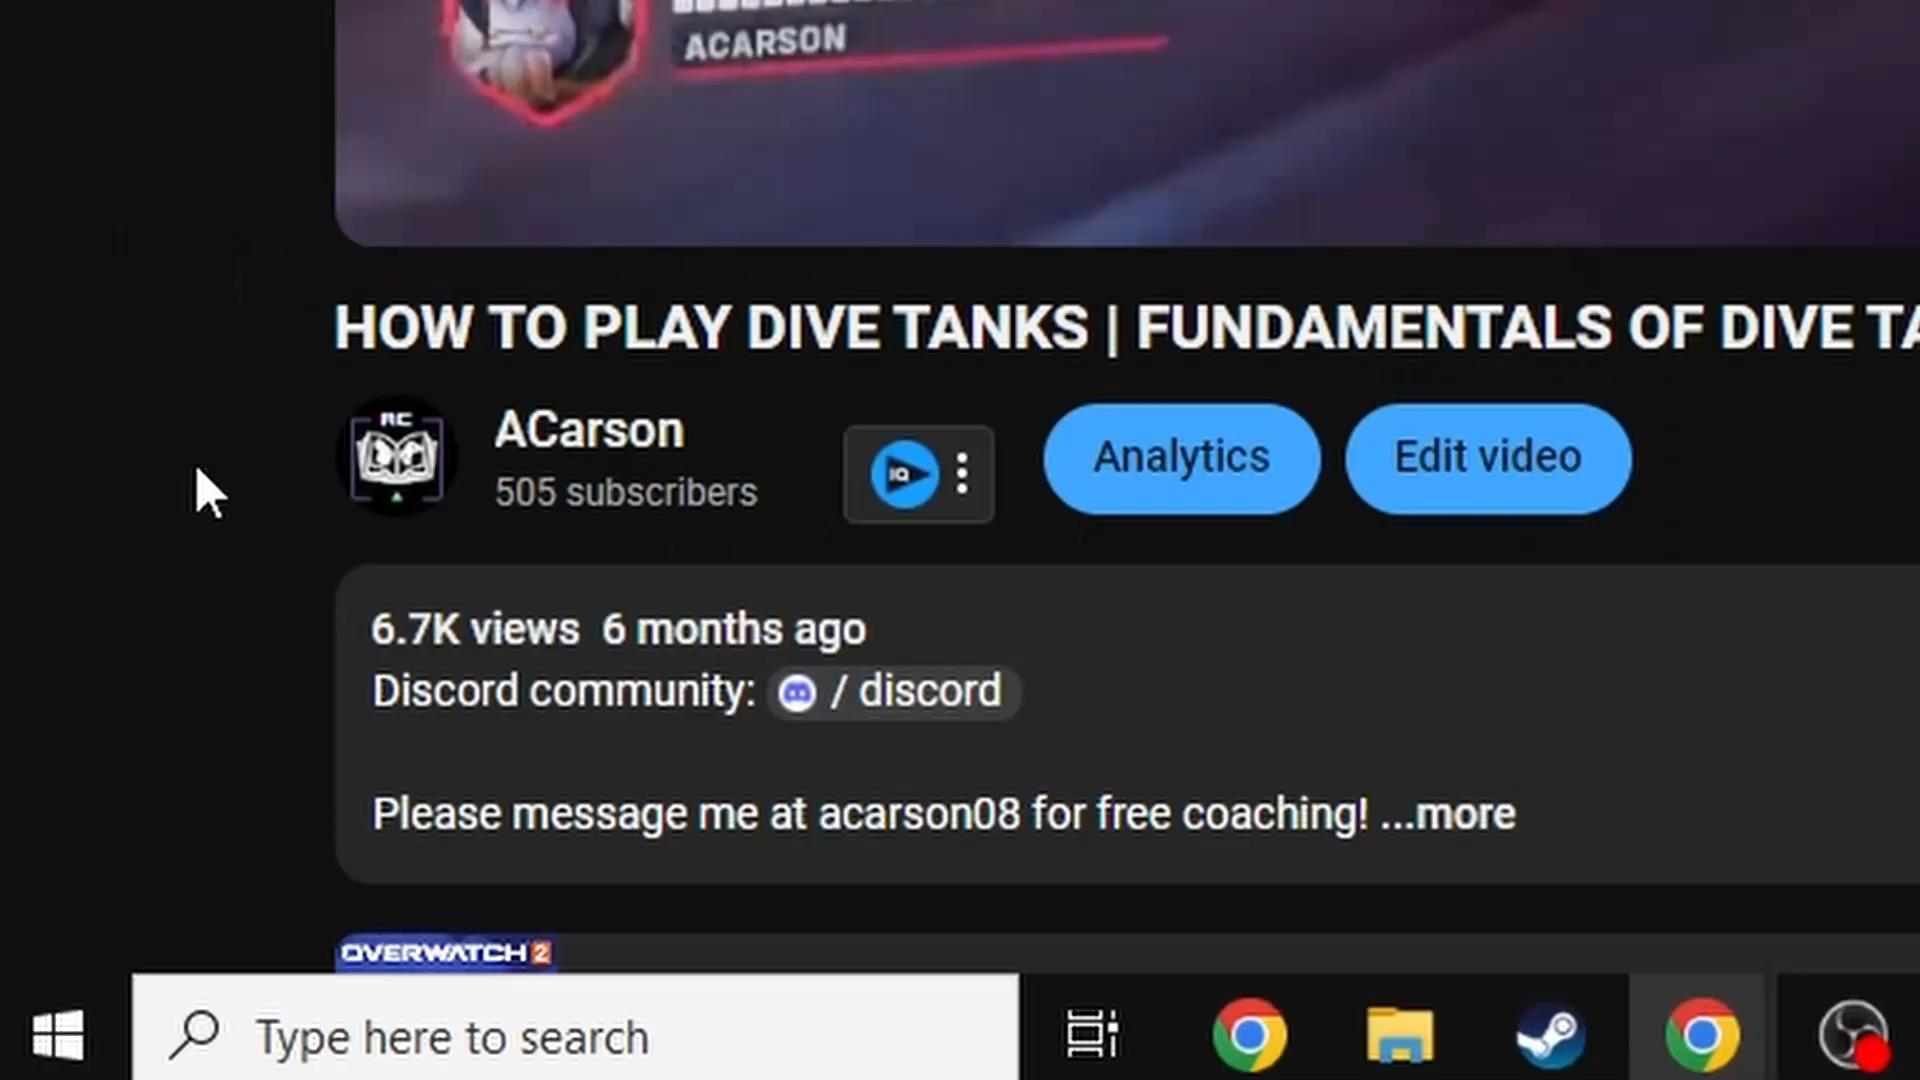 ACARSON
HOW TO PLAY DIVE TANKS | FUNDAMENTALS OF DIVE TA
AC
ACarson
505 subscribers
IQ
Analytics
Edit video
6.7K views 6 months ago
Discord community: / discord
Please message me at acarson08 for free coaching! ...more
OVERWATCH 2
Type here to search